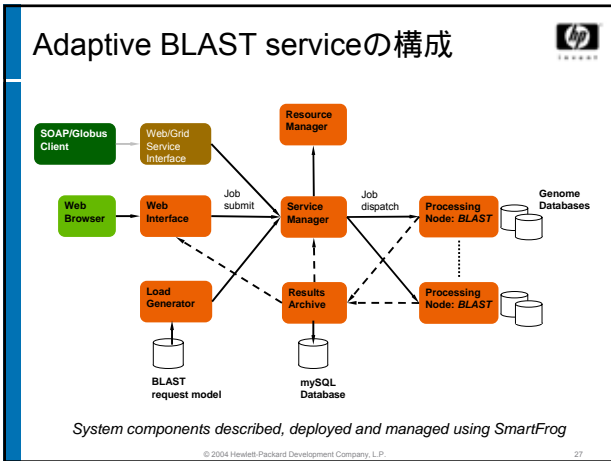 Adaptive BLAST serviceの構成
hp
invent
Resource
Manager
SOAP/Globus
Client
Web/Grid
Service
Interface
Web
Browser
Web
Interface
Job
submit
Service
Manager
Job
dispatch
Processing
Node: BLAST
Genome
Databases
Load
Generator
Results
Archive
Processing
Node: BLAST
BLAST
request model
mySQL
Database
System components described, deployed and managed using SmartFrog
© 2004 Hewlett-Packard Development Company, L.P.
27